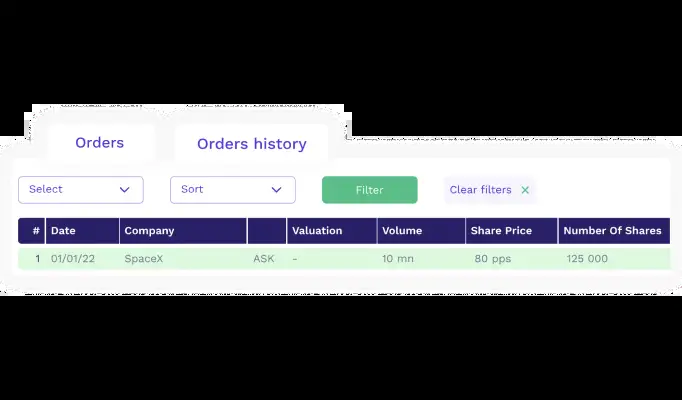 Orders Orders history
Select Sort Filter Clear filters ×
# Date Company Valuation Volume Share Price Number Of Shares
1 01/01/22 SpaceX ASK - 10 mn 80 pps 125 000